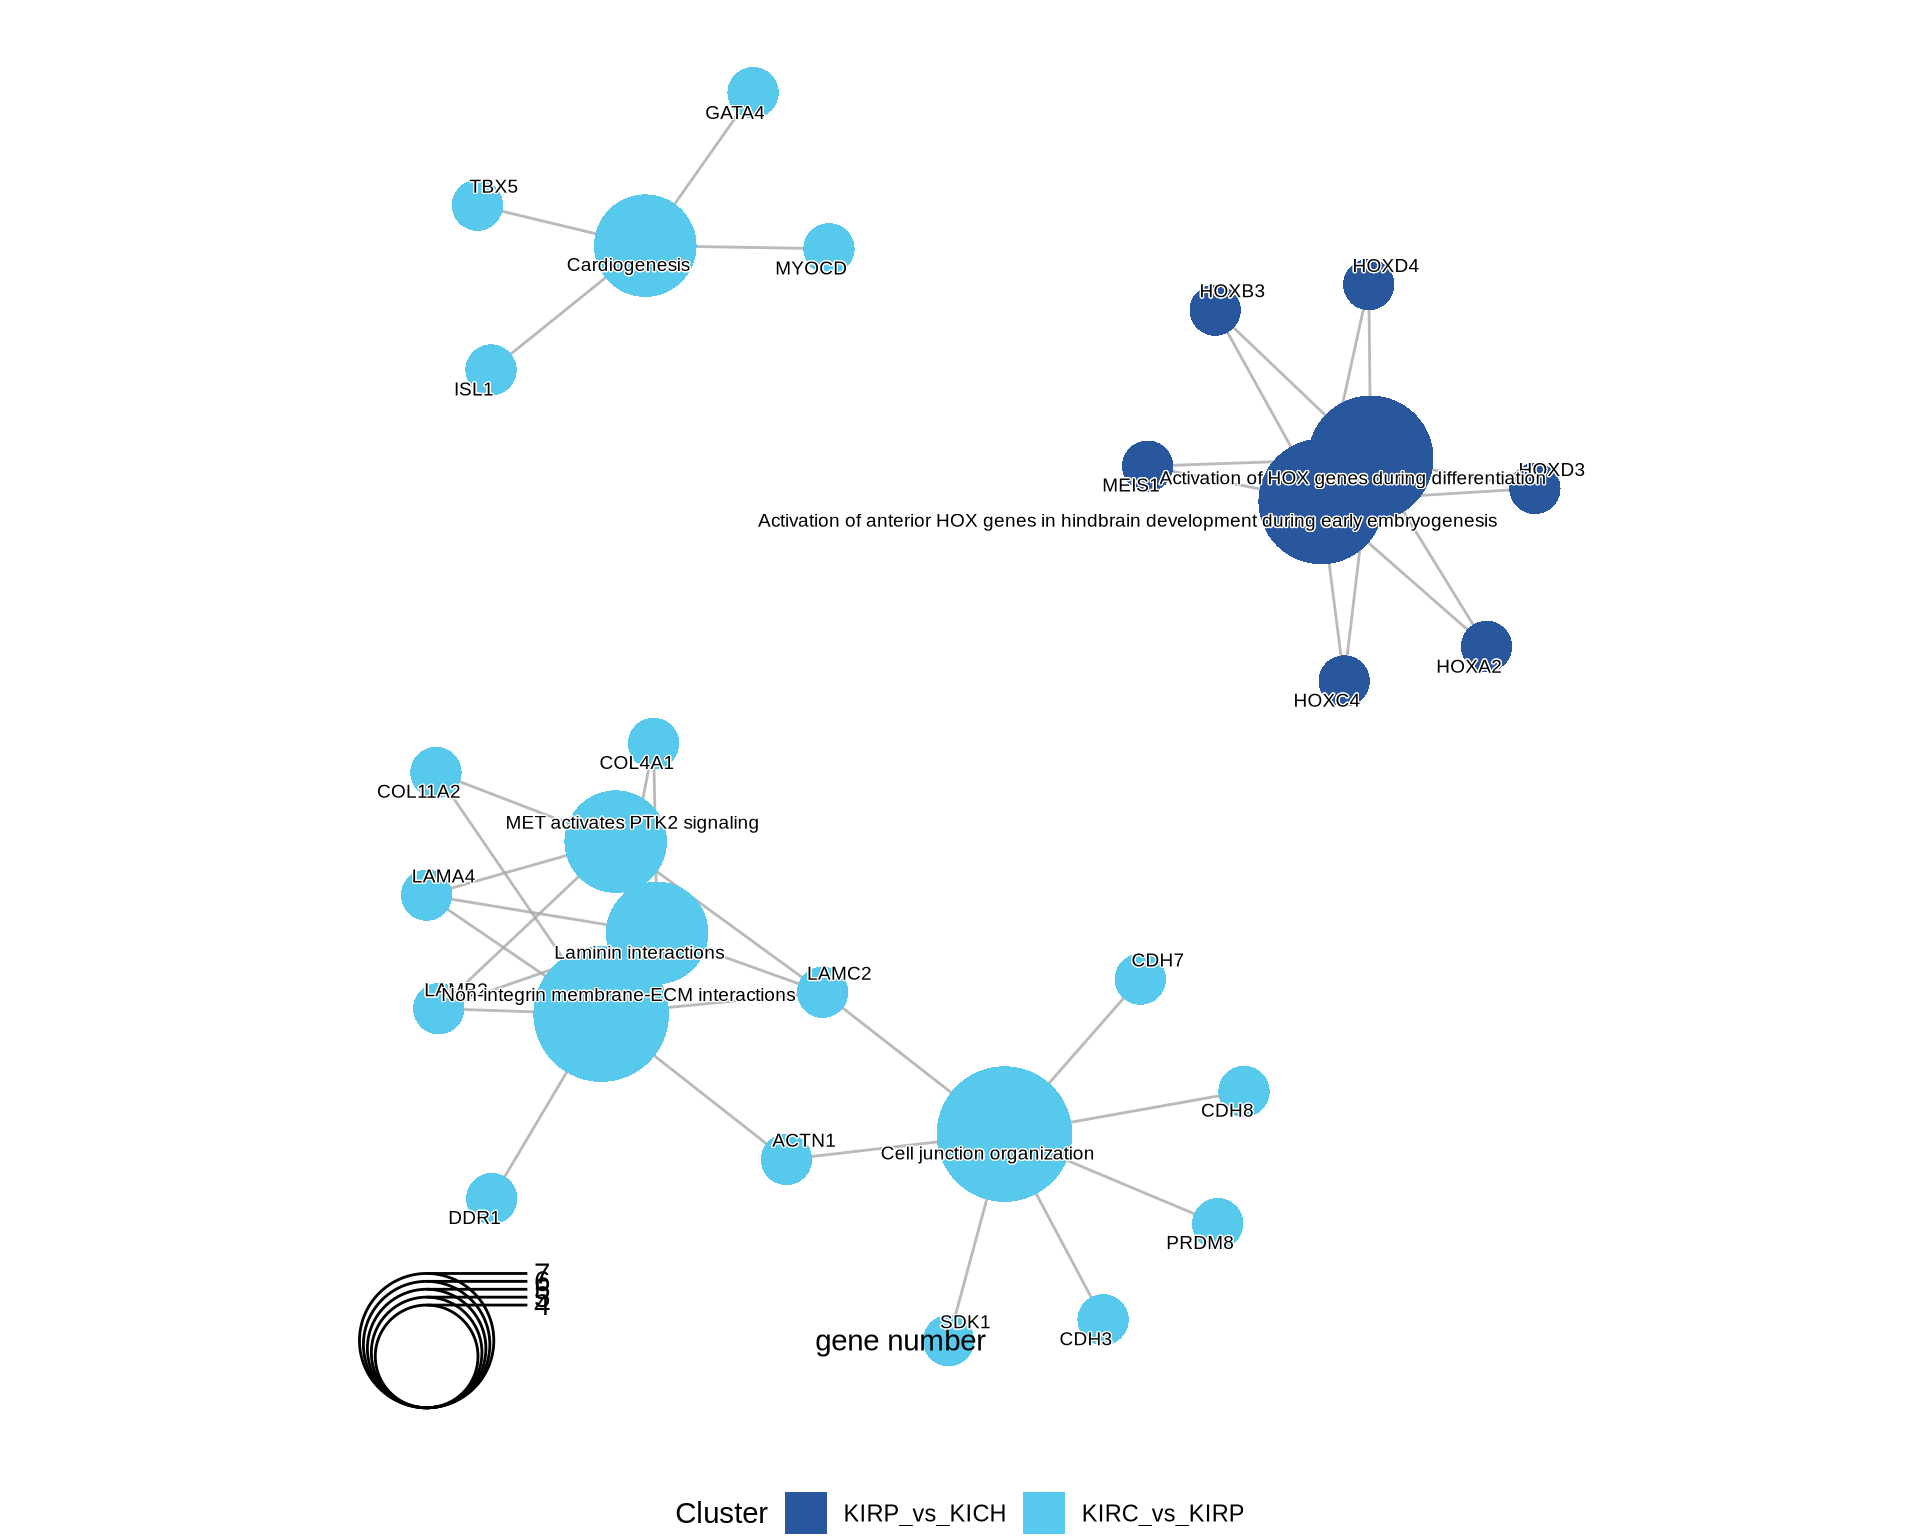 GATA4
TBX5
Cardiogenesis
MYOCD
ISL1
HOXD4
HOXB3
HOXD3
Activation of HOX genes during differentiation
MEIS1
Activation of anterior HOX genes in hindbrain development during early embryogenesis
HOXA2
HOXC4
COL4A1
COL11A2
MET activates PTK2 signaling
LAMA4
Laminin interactions
LAMC2
CDH7
Non-integrin membrane-ECM interactions
CDH8
ACTN1
Cell junction organization
DDR1
PRDM8
SDK1
CDH3
gene number
7
6
5
4
Cluster KIRP_vs_KICH KIRC_vs_KIRP